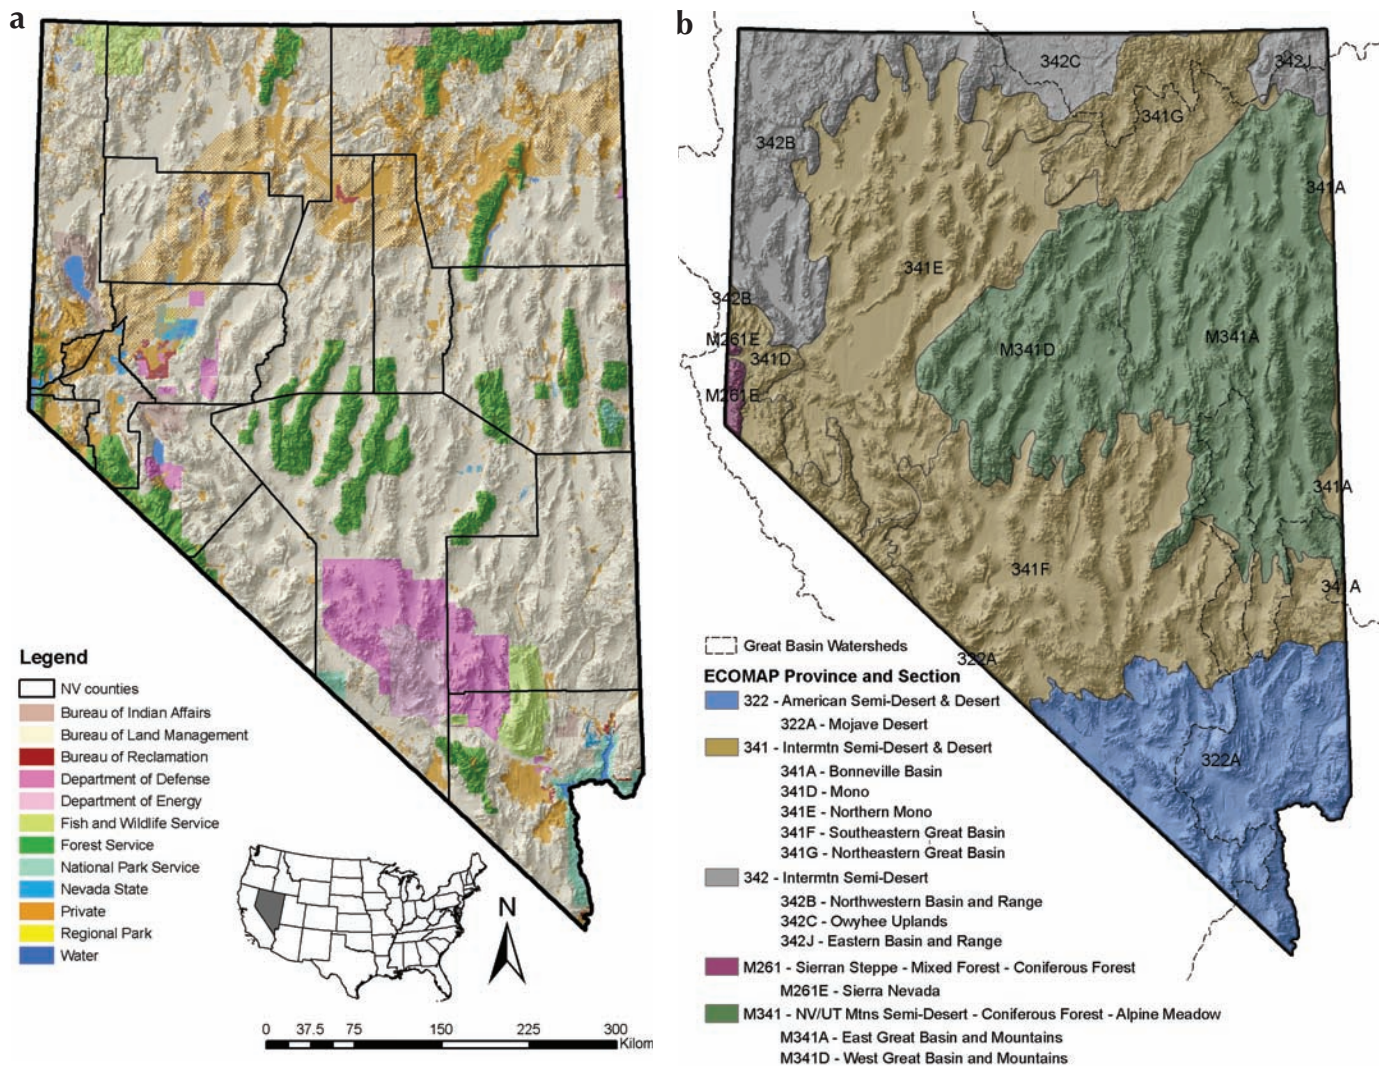 a
Legend
NV counties
Bureau of Indian Affairs
Bureau of Land Management
Bureau of Reclamation
Department of Defense
Department of Energy
Fish and Wildlife Service
Forest Service
National Park Service
Nevada State
Private
Regional Park
Water
N
0 37.5 75 150 225 300
Kilom
b
342C
342J
341G
342B
341A
341E
342B
M261E
341D
M341D
M341A
M261E
341A
341F
341A
322A
322A
Great Basin Watersheds
ECOMAP Province and Section
322 - American Semi-Desert & Desert
322A - Mojave Desert
341 - Intermtn Semi-Desert & Desert
341A - Bonneville Basin
341D - Mono
341E - Northern Mono
341F - Southeastern Great Basin
341G - Northeastern Great Basin
342 - Intermtn Semi-Desert
342B - Northwestern Basin and Range
342C - Owyhee Uplands
342J - Eastern Basin and Range
M261 - Sierran Steppe - Mixed Forest - Coniferous Forest
M261E - Sierra Nevada
M341 - NV/UT Mtns Semi-Desert - Coniferous Forest - Alpine Meadow
M341A - East Great Basin and Mountains
M341D - West Great Basin and Mountains